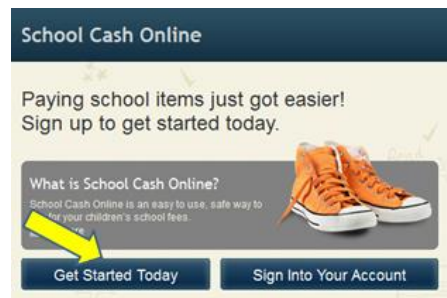 School Cash Online
Paying school items just got easier!
Sign up to get started today.
What is School Cash Online?
School Cash Online is an easy to use, safe way to
for your children's school fees.
Get Started Today
Sign Into Your Account